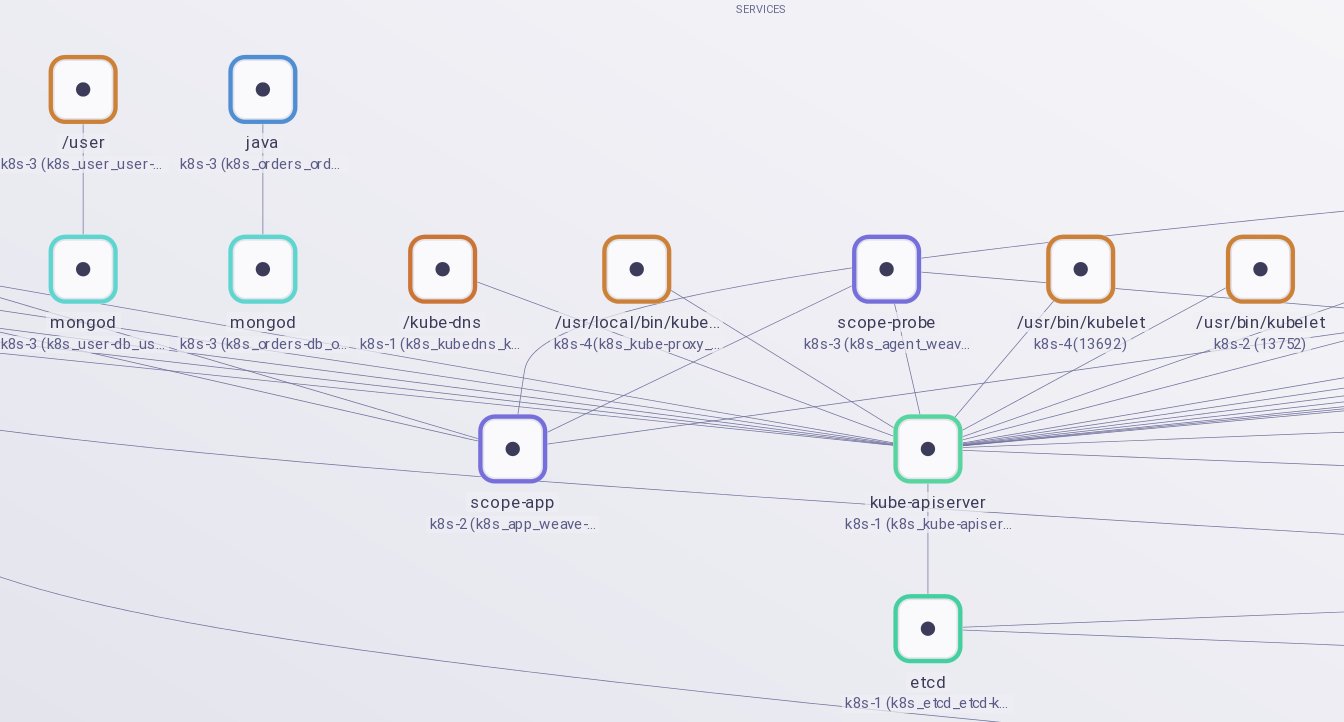 SERVICES
/user
k8s-3 (k8s_user_user-...
java
k8s-3 (k8s_orders_ord...
mongod
k8s-3 (k8s_user-db_us...
mongod
k8s-3 (k8s_orders-db_o...
/kube-dns
k8s-1 (k8s_kubedns_k...
/usr/local/bin/kube...
k8s-4(k8s_kube-proxy_...
scope-probe
k8s-3 (k8s_agent_weav...
/usr/bin/kubelet
k8s-4(13692)
/usr/bin/kubelet
k8s-2 (13752)
scope-app
k8s-2 (k8s_app_weave-...
kube-apiserver
k8s-1 (k8s_kube-apiser...
etcd
k8s-1 (k8s_etcd_etcd-k...